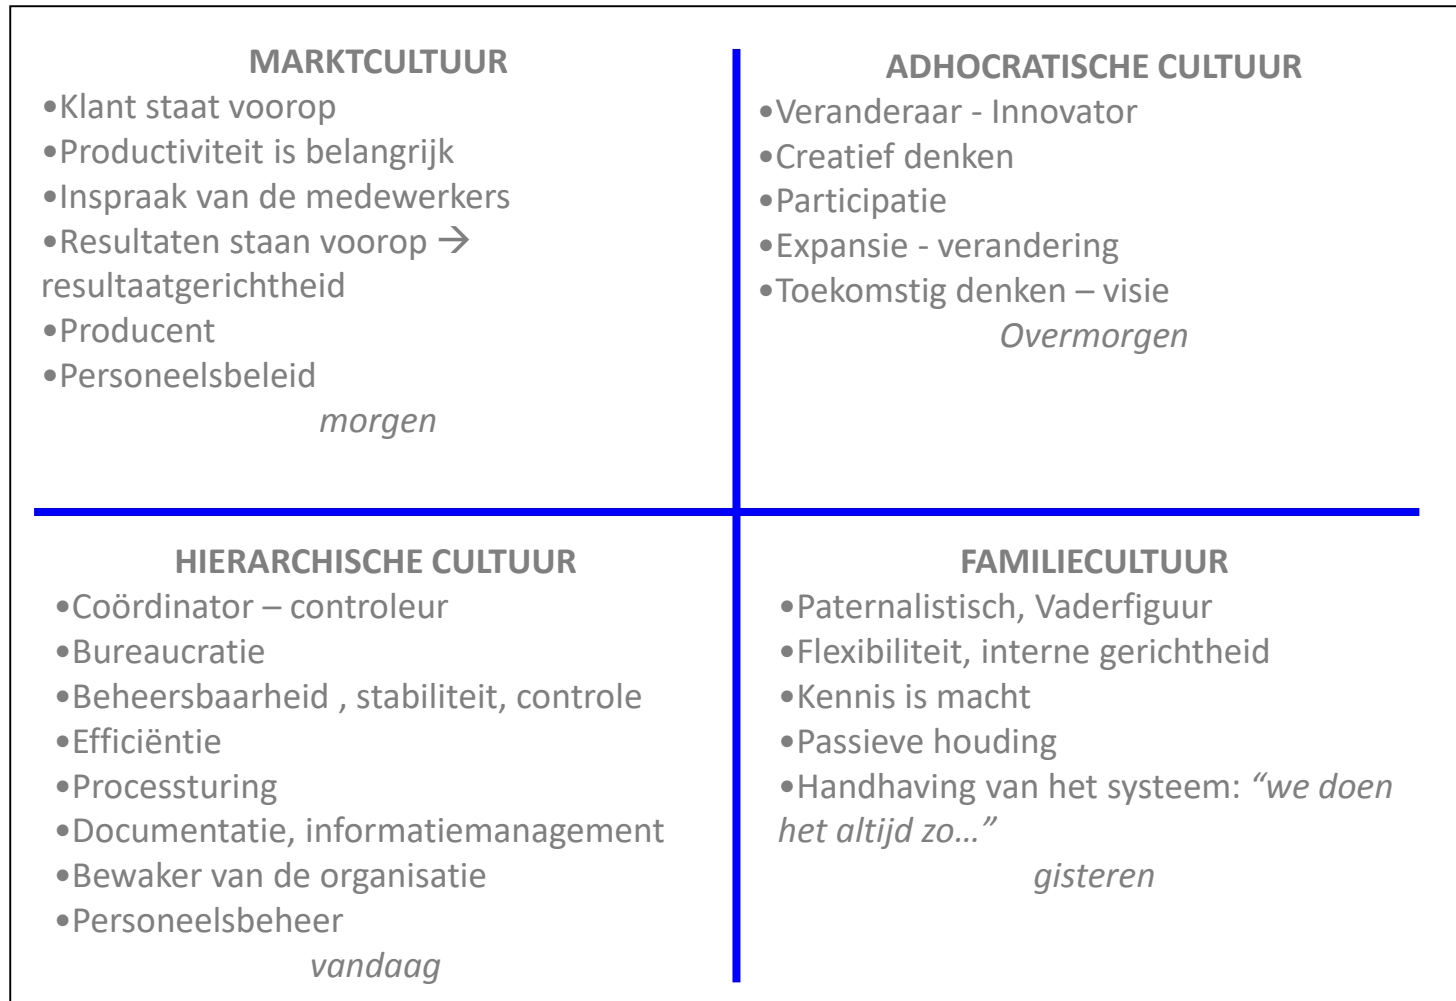 MARKTCULTUUR
•Klant staat voorop
•Productiviteit is belangrijk
•Inspraak van de medewerkers
•Resultaten staan voorop →
resultaatgerichtheid
•Producent
•Personeelsbeleid
morgen
ADHOCRATISCHE CULTUUR
•Veranderaar - Innovator
•Creatief denken
•Participatie
•Expansie - verandering
•Toekomstig denken – visie
Overmorgen
HIERARCHISCHE CULTUUR
•Coördinator – controleur
•Bureaucratie
•Beheersbaarheid , stabiliteit, controle
•Efficiëntie
•Processturing
•Documentatie, informatiemanagement
•Bewaker van de organisatie
•Personeelsbeheer
vandaag
FAMILIECULTUUR
•Paternalistisch, Vaderfiguur
•Flexibiliteit, interne gerichtheid
•Kennis is macht
•Passieve houding
•Handhaving van het systeem: “we doen
het altijd zo…”
gisteren